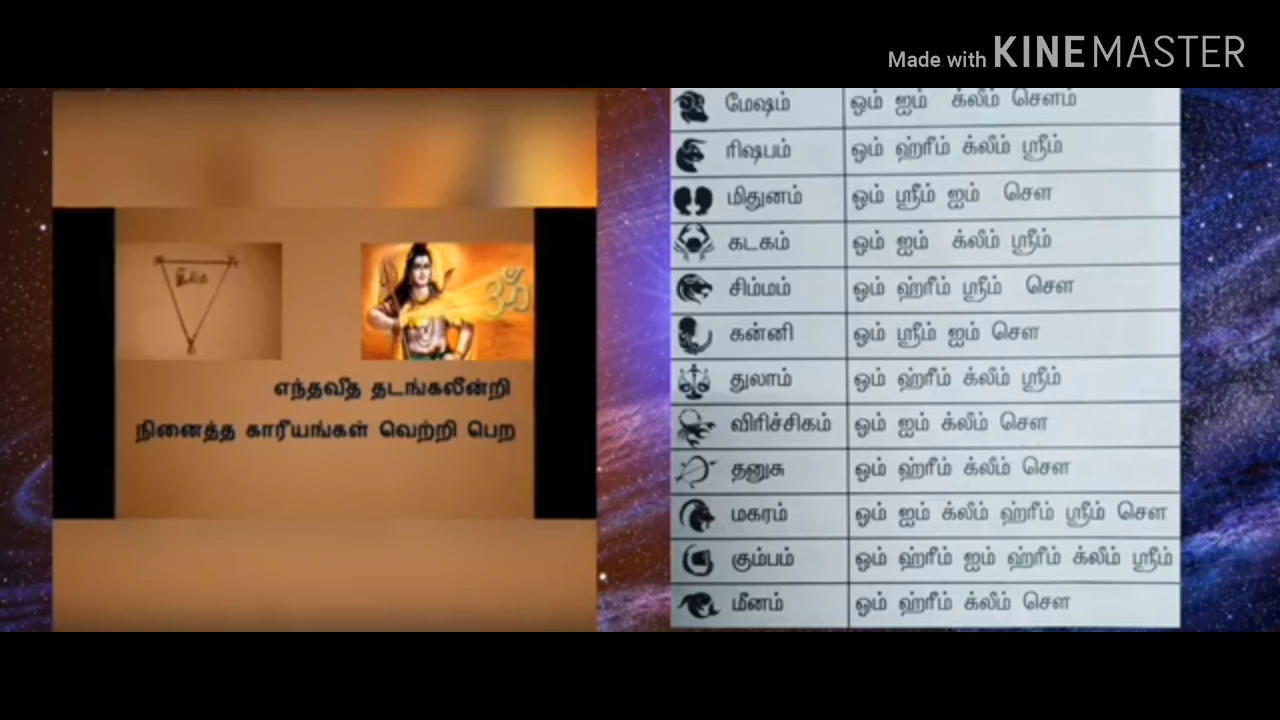 Made with KINEMASTER
எந்தவீத தடங்கலீன்றி
நினைத்த காரீயங்கள் வெற்றி பெற
மேஷம் ஓம் ஐம் க்லீம் சௌம்
ரிஷபம் ஓம் ஹ்ரீம் க்லீம் ஸ்ரீம்
மிதுனம் ஓம் ஸ்ரீம் ஐம் சௌ
கடகம் ஓம் ஐம் க்லீம் ஸ்ரீம்
சிம்மம் ஓம் ஹ்ரீம் ஸ்ரீம் சௌ
கன்னி ஓம் ஸ்ரீம் ஐம் சௌ
துலாம் ஓம் ஹ்ரீம் க்லீம் ஸ்ரீம்
விரிச்சிகம் ஓம் ஐம் க்லீம் சௌ
தனுசு ஓம் ஹ்ரீம் க்லீம் சௌ
மகரம் ஓம் ஐம் க்லீம் ஹ்ரீம் ஸ்ரீம் சௌ
கும்பம் ஓம் ஹ்ரீம் ஐம் ஹ்ரீம் க்லீம் ஸ்ரீம்
மீனம் ஓம் ஹ்ரீம் க்லீம் சௌ